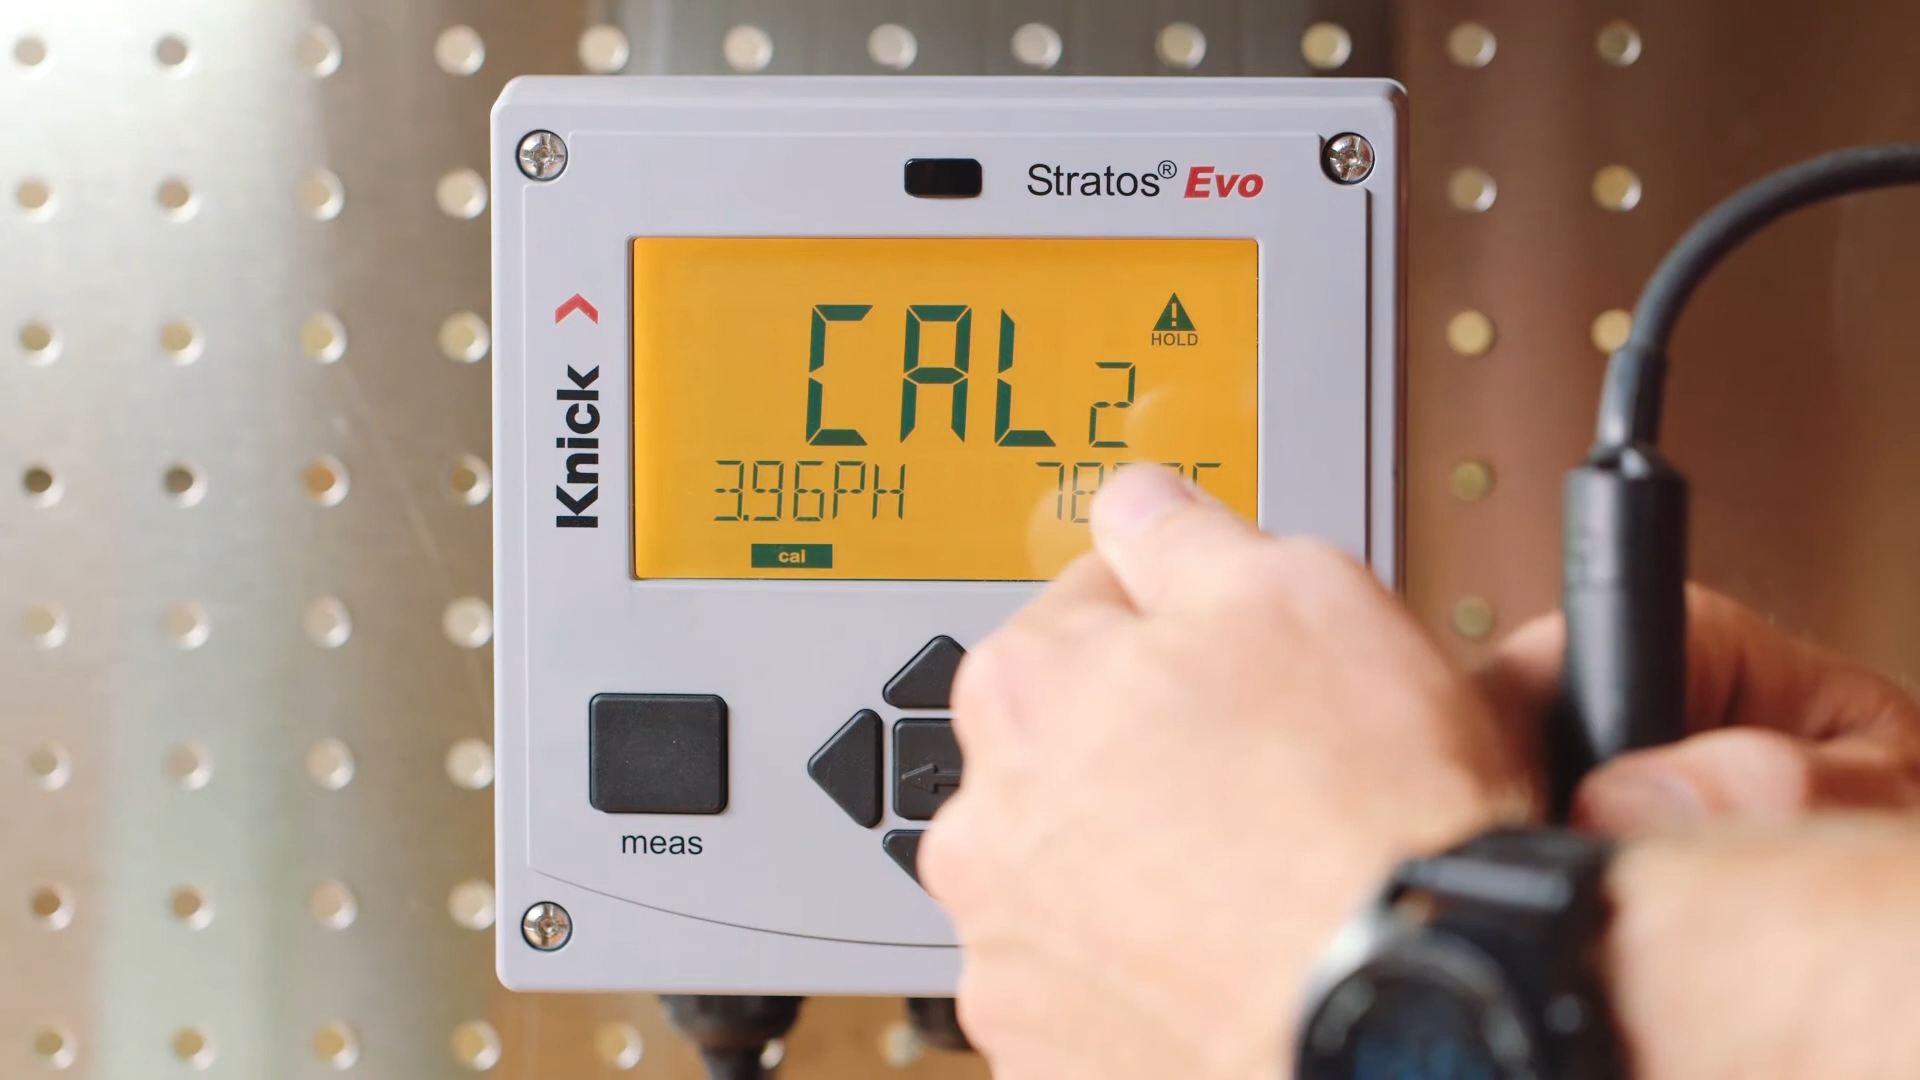 Stratos® Evo
Knick
HOLD
CAL 2
3.96PH
cal
meas